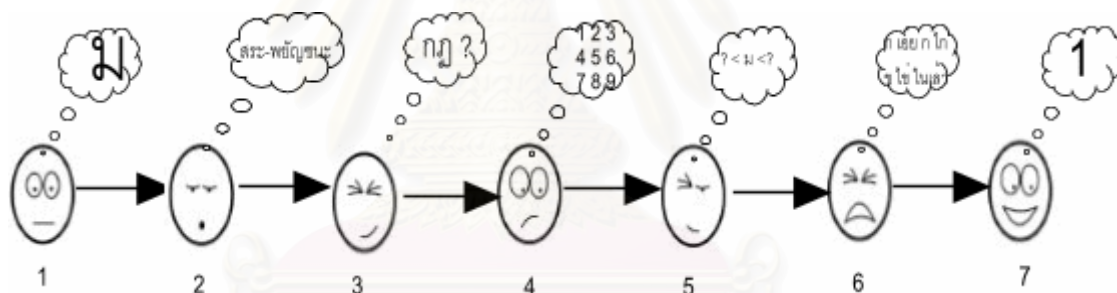 ม
สระ-พยัญชนะ
กฎ ?
1 2 3
4 5 6
7 8 9
? < ม <?
ก เอย ก ไก่
ข ไข่ ในเล้า
1
1
2
3
4
5
6
7